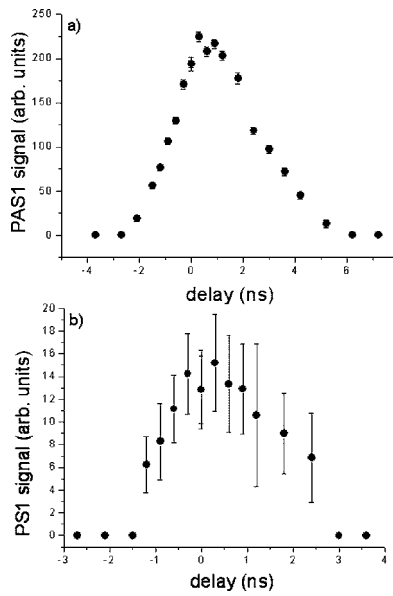 a)
250
200
150
100
50
0
PAS1 signal (arb. units)
-4 -2 0 2 4 6
delay (ns)
b)
20
18
16
14
12
10
8
6
4
2
0
PS1 signal (arb. units)
-3 -2 -1 0 1 2 3 4
delay (ns)